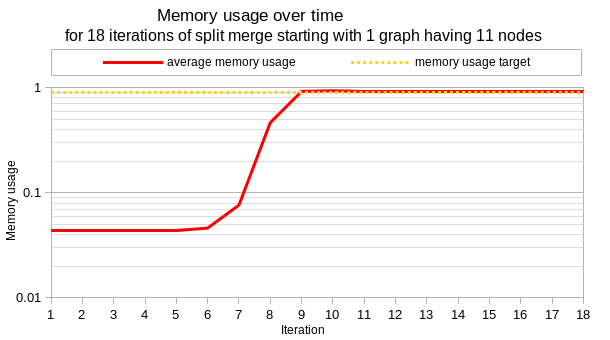 Memory usage over time
for 18 iterations of split merge starting with 1 graph having 11 nodes
average memory usage memory usage target
1
0.1
0.01
Memory usage
1 2 3 4 5 6 7 8 9 10 11 12 13 14 15 16 17 18
Iteration